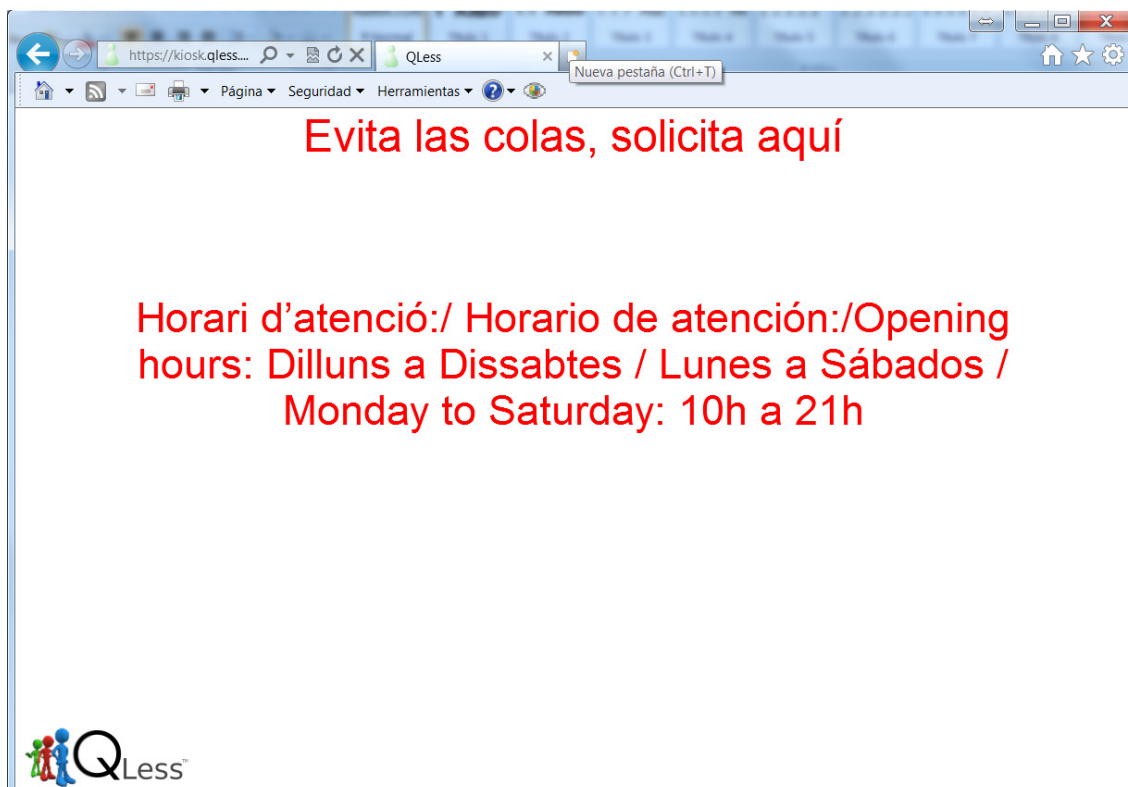 https://kiosk.qless....
QLess
Nueva pestaña (Ctrl+T)
Página
Seguridad
Herramientas
Evita las colas, solicita aquí
Horari d’atenció:/ Horario de atención:/Opening
hours: Dilluns a Dissabtes / Lunes a Sábados /
Monday to Saturday: 10h a 21h
QLess™